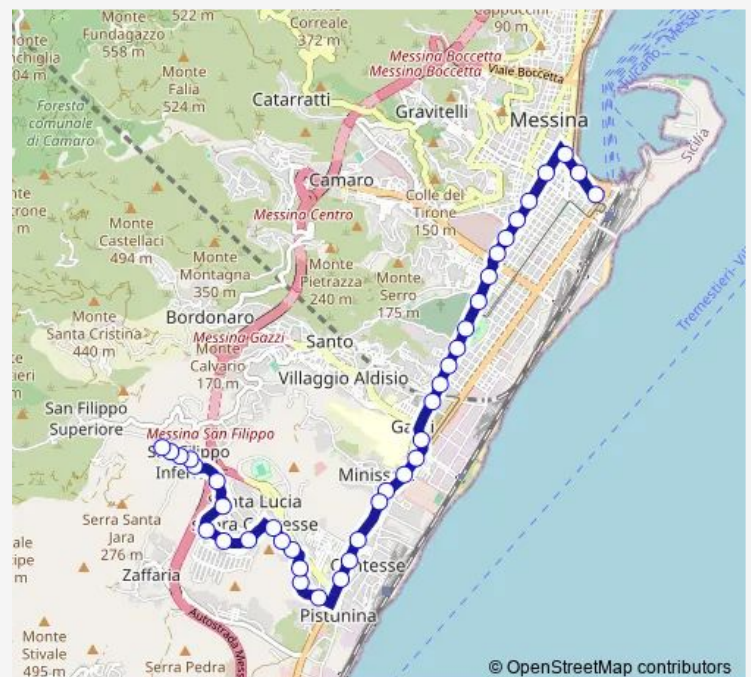 522 m
Cappuccini
90 m
Monte
Fundagazzo
558 m
Correale
372 m
Messina Boccetta
Messina Boccetta
Viale Boccetta
Monte
Falia
524 m
Catarratti
Gravitelli
Messina
Foresta
comunale
di Camaro
Sicilia
Camaro
Messina Centro
Colle del
Tirone
150 m
Monte
Castellaci
494 m
Monte
Montagna
350 m
Monte
Pietrazza
240 m
Monte
Serro
175 m
Monte
Santa Cristina
440 m
Bordonaro
Messina Gazzi
Santo
Monte
Calvario
170 m
Villaggio Aldisio
San Filippo
Superiore
Messina San Filippo
Santa Lucia
Serra Santa
Jara
276 m
Zaffaria
Contesse
Pistunina
Autostrada
Monte
Stivale
495 m
Serra Pedra
© OpenStreetMap contributors